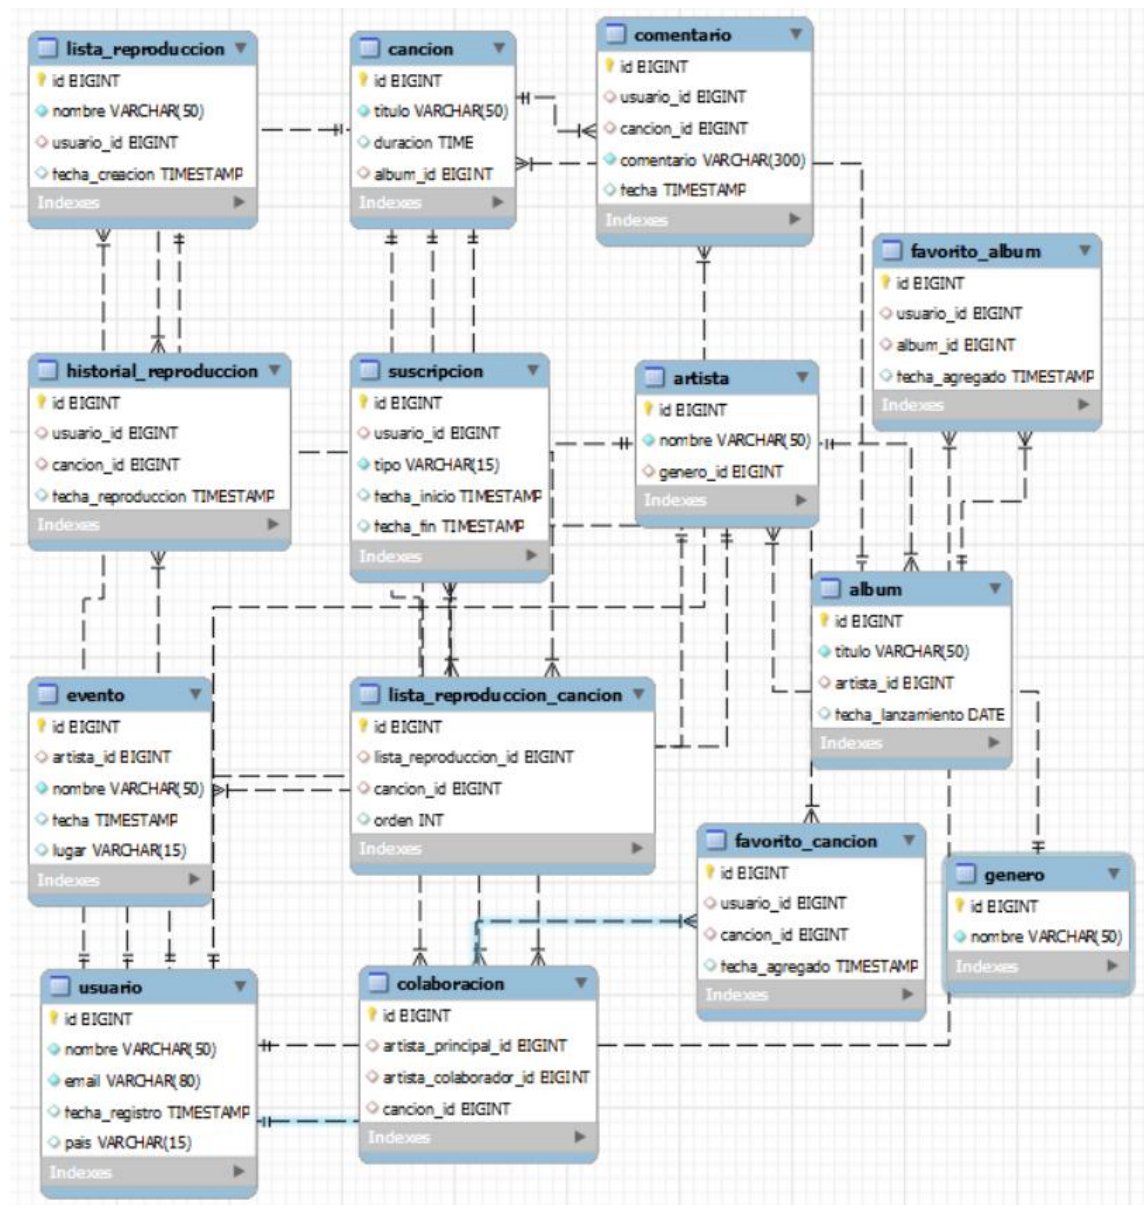 lista_reproduccion
id BIGINT
nombre VARCHAR(50)
usuario_id BIGINT
fecha_creacion TIMESTAMP
Indexes
cancion
id BIGINT
titulo VARCHAR(50)
duracion TIME
album_id BIGINT
Indexes
comentario
id BIGINT
usuario_id BIGINT
cancion_id BIGINT
comentario VARCHAR(300)
fecha TIMESTAMP
Indexes
favorito_album
id BIGINT
usuario_id BIGINT
album_id BIGINT
fecha_agregado TIMESTAMP
Indexes
historial_reproduccion
id BIGINT
usuario_id BIGINT
cancion_id BIGINT
fecha_reproduccion TIMESTAMP
Indexes
suscripcion
id BIGINT
usuario_id BIGINT
tipo VARCHAR(15)
fecha_inicio TIMESTAMP
fecha_fin TIMESTAMP
Indexes
artista
id BIGINT
nombre VARCHAR(50)
genero_id BIGINT
Indexes
album
id BIGINT
titulo VARCHAR(50)
artista_id BIGINT
fecha_lanzamiento DATE
Indexes
evento
id BIGINT
artista_id BIGINT
nombre VARCHAR(50)
fecha TIMESTAMP
lugar VARCHAR(15)
Indexes
lista_reproduccion_cancion
id BIGINT
lista_reproduccion_id BIGINT
cancion_id BIGINT
orden INT
Indexes
favorito_cancion
id BIGINT
usuario_id BIGINT
cancion_id BIGINT
fecha_agregado TIMESTAMP
Indexes
genero
id BIGINT
nombre VARCHAR(50)
Indexes
usuario
id BIGINT
nombre VARCHAR(50)
email VARCHAR(80)
fecha_registro TIMESTAMP
pais VARCHAR(15)
Indexes
colaboracion
id BIGINT
artista_principal_id BIGINT
artista_colaborador_id BIGINT
cancion_id BIGINT
Indexes